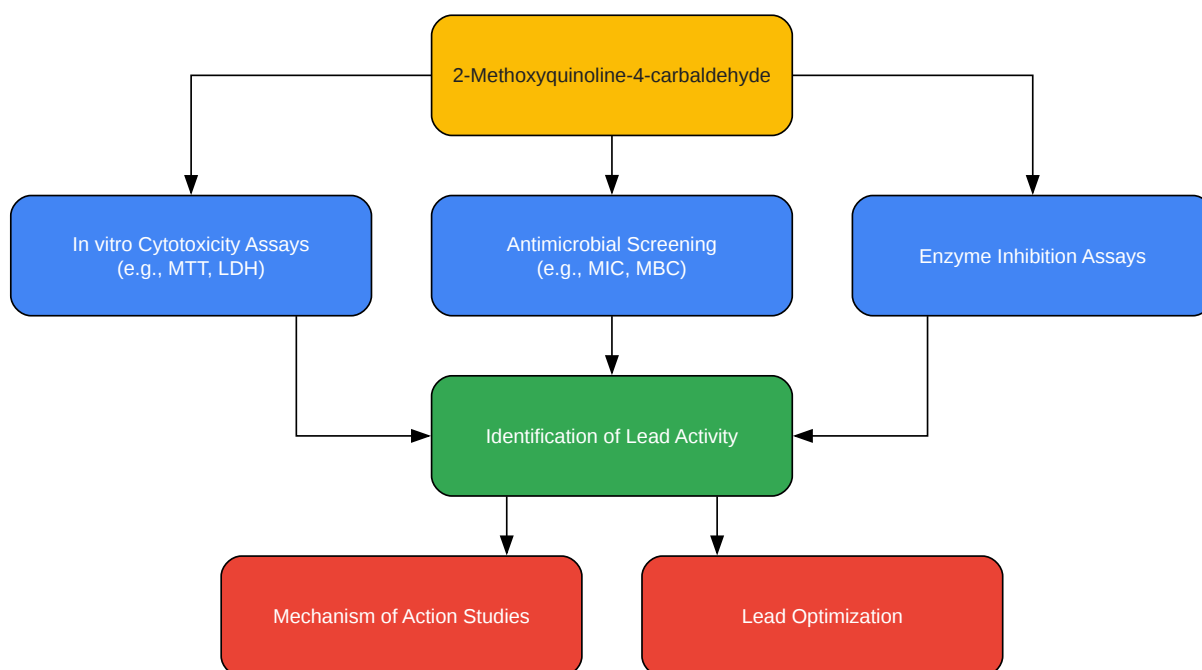 2-Methoxyquinoline-4-carbaldehyde
In vitro Cytotoxicity Assays
(e.g., MTT, LDH)
Antimicrobial Screening
(e.g., MIC, MBC)
Enzyme Inhibition Assays
Identification of Lead Activity
Mechanism of Action Studies
Lead Optimization